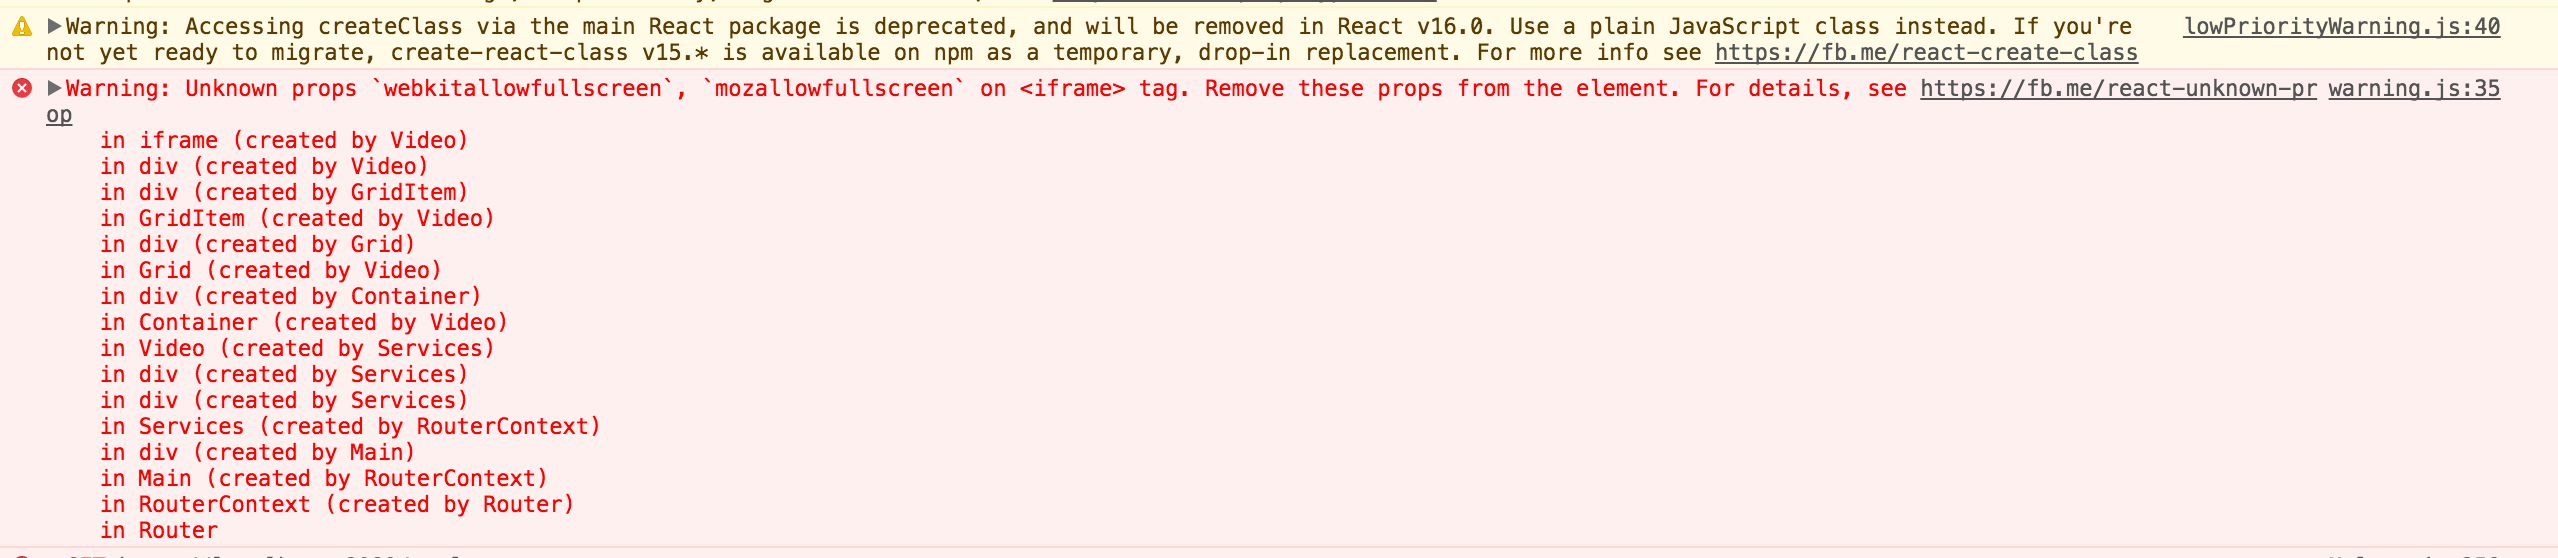 Warning: Accessing createClass via the main React package is deprecated, and will be removed in React v16.0. Use a plain JavaScript class instead. If you're lowPriorityWarning.js:40
not yet ready to migrate, create-react-class v15.* is available on npm as a temporary, drop-in replacement. For more info see https://fb.me/react-create-class
Warning: Unknown props `webkitallowfullscreen`, `mozallowfullscreen` on <iframe> tag. Remove these props from the element. For details, see https://fb.me/react-unknown-pr warning.js:35
op
in iframe (created by Video)
in div (created by Video)
in div (created by GridItem)
in GridItem (created by Video)
in div (created by Grid)
in Grid (created by Video)
in div (created by Container)
in Container (created by Video)
in Video (created by Services)
in div (created by Services)
in div (created by Services)
in Services (created by RouterContext)
in div (created by Main)
in Main (created by RouterContext)
in RouterContext (created by Router)
in Router